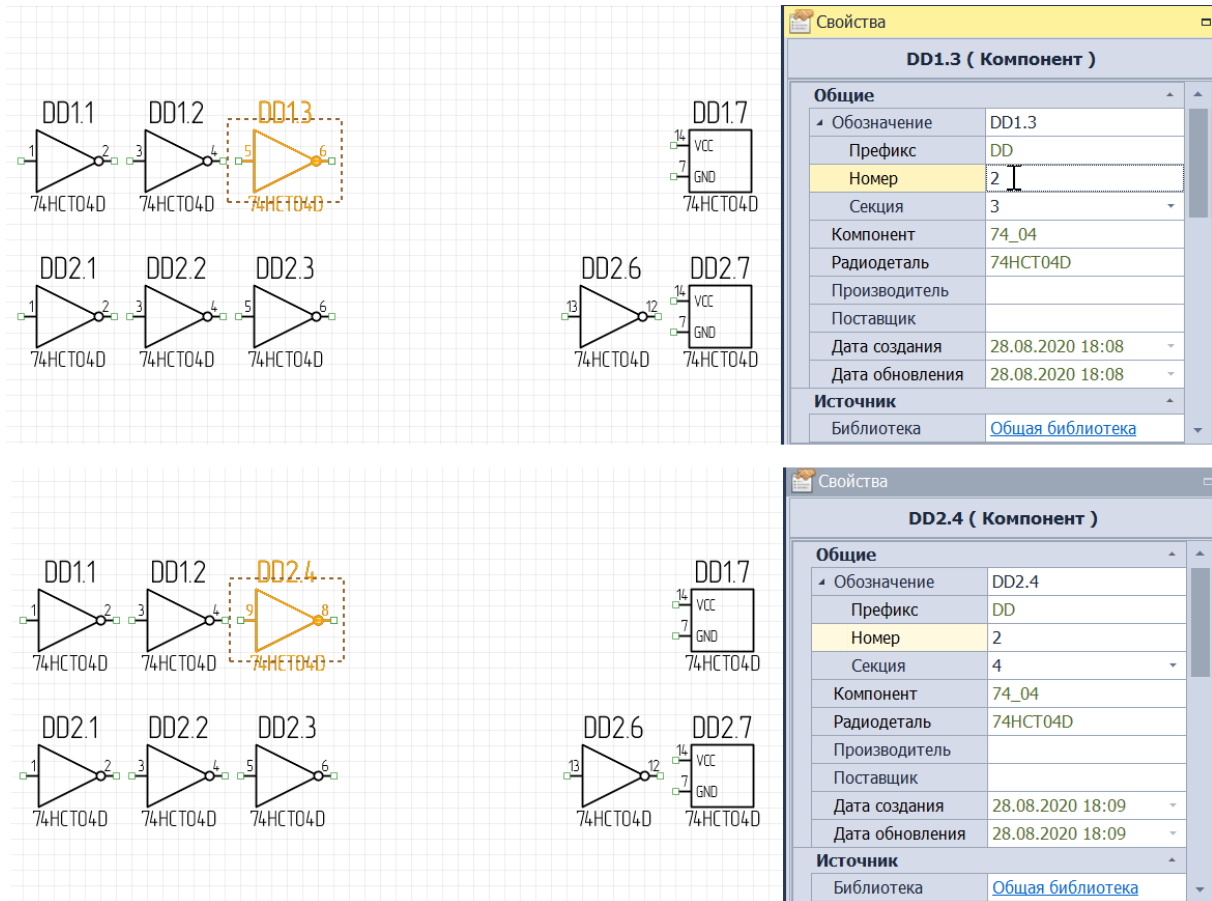 Свойства
DD1.3 ( Компонент )
Общие
Обозначение DD1.3
Префикс DD
Номер 2
Секция 3
Компонент 74_04
Радиодеталь 74HCT04D
Производитель
Поставщик
Дата создания 28.08.2020 18:08
Дата обновления 28.08.2020 18:08
Источник
Библиотека Общая библиотека
DD1.1 DD1.2 DD1.3 DD1.7
1 2 3 4 5 6 14 VCC
7 GND
74HCT04D 74HCT04D 74HCT04D 74HCT04D
DD2.1 DD2.2 DD2.3 DD2.6 DD2.7
1 2 3 4 5 6 13 12 14 VCC
7 GND
74HCT04D 74HCT04D 74HCT04D 74HCT04D 74HCT04D
Свойства
DD2.4 ( Компонент )
Общие
Обозначение DD2.4
Префикс DD
Номер 2
Секция 4
Компонент 74_04
Радиодеталь 74HCT04D
Производитель
Поставщик
Дата создания 28.08.2020 18:09
Дата обновления 28.08.2020 18:09
Источник
Библиотека Общая библиотека
DD1.1 DD1.2 DD2.4 DD1.7
1 2 3 4 9 8 14 VCC
7 GND
74HCT04D 74HCT04D 74HCT04D 74HCT04D
DD2.1 DD2.2 DD2.3 DD2.6 DD2.7
1 2 3 4 5 6 13 12 14 VCC
7 GND
74HCT04D 74HCT04D 74HCT04D 74HCT04D 74HCT04D